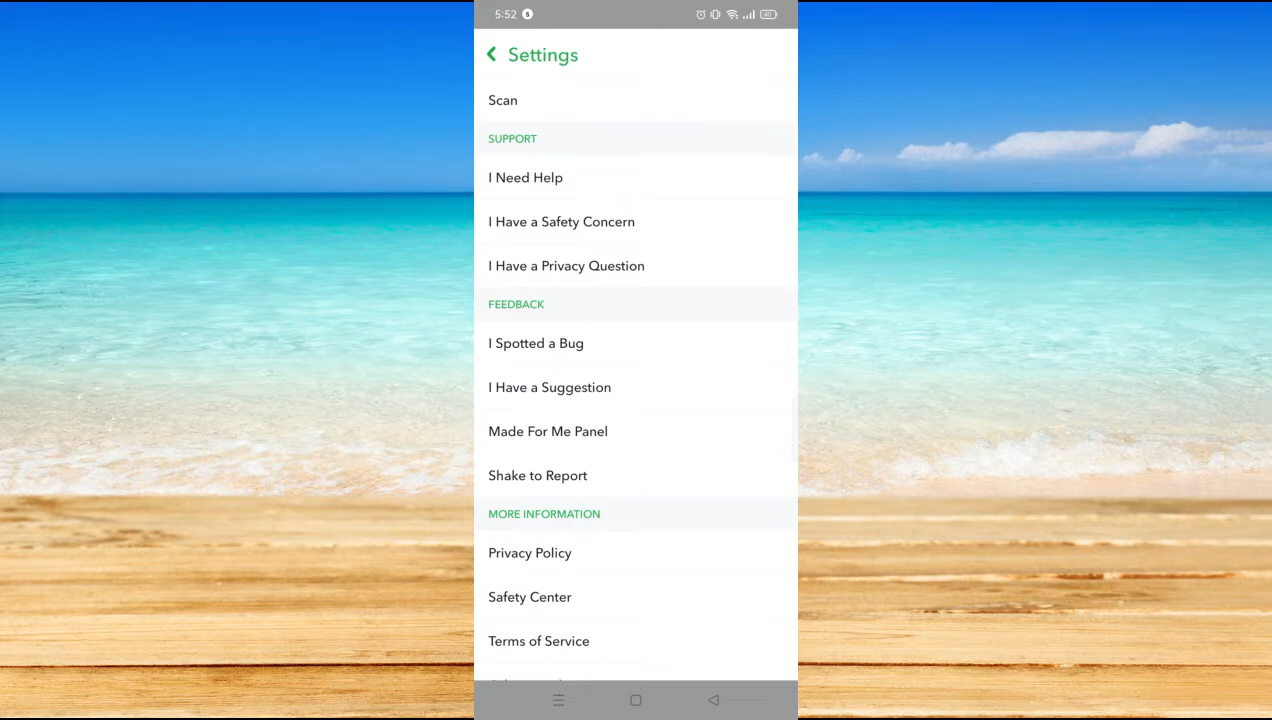 5:52
Settings
Scan
SUPPORT
I Need Help
I Have a Safety Concern
I Have a Privacy Question
FEEDBACK
I Spotted a Bug
I Have a Suggestion
Made For Me Panel
Shake to Report
MORE INFORMATION
Privacy Policy
Safety Center
Terms of Service